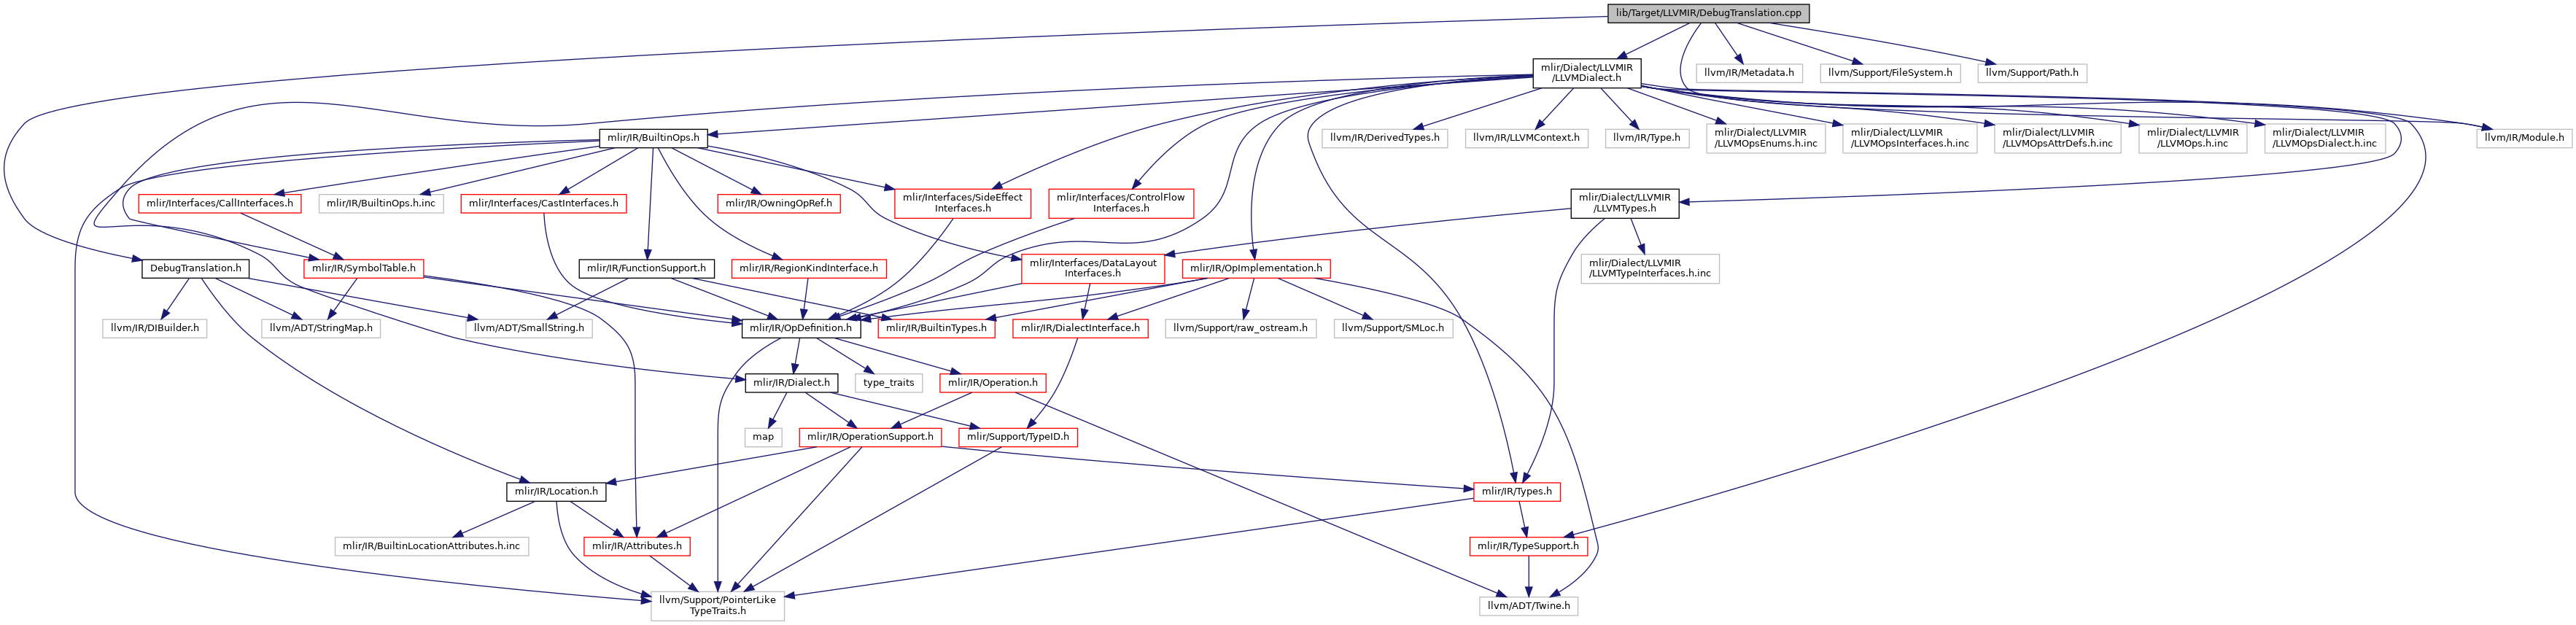 lib/Target/LLVMIR/DebugTranslation.cpp
mlir/Dialect/LLVMIR
/LLVMDialect.h
llvm/IR/Metadata.h
llvm/Support/FileSystem.h
llvm/Support/Path.h
mlir/IR/BuiltinOps.h
llvm/IR/DerivedTypes.h
llvm/IR/LLVMContext.h
llvm/IR/Type.h
mlir/Dialect/LLVMIR
/LLVMOpsEnums.h.inc
mlir/Dialect/LLVMIR
/LLVMOpsInterfaces.h.inc
mlir/Dialect/LLVMIR
/LLVMOpsAttrDefs.h.inc
mlir/Dialect/LLVMIR
/LLVMOps.h.inc
mlir/Dialect/LLVMIR
/LLVMOpsDialect.h.inc
llvm/IR/Module.h
mlir/Interfaces/CallInterfaces.h
mlir/IR/BuiltinOps.h.inc
mlir/Interfaces/CastInterfaces.h
mlir/IR/OwningOpRef.h
mlir/Interfaces/SideEffect
Interfaces.h
mlir/Interfaces/ControlFlow
Interfaces.h
mlir/Dialect/LLVMIR
/LLVMTypes.h
DebugTranslation.h
mlir/IR/SymbolTable.h
mlir/IR/FunctionSupport.h
mlir/IR/RegionKindInterface.h
mlir/Interfaces/DataLayout
Interfaces.h
mlir/IR/OpImplementation.h
mlir/Dialect/LLVMIR
/LLVMTypeInterfaces.h.inc
llvm/IR/DIBuilder.h
llvm/ADT/StringMap.h
llvm/ADT/SmallString.h
mlir/IR/OpDefinition.h
mlir/IR/BuiltinTypes.h
mlir/IR/DialectInterface.h
llvm/Support/raw_ostream.h
llvm/Support/SMLoc.h
mlir/IR/Dialect.h
type_traits
mlir/IR/Operation.h
map
mlir/IR/OperationSupport.h
mlir/Support/TypeID.h
mlir/IR/Location.h
mlir/IR/Types.h
mlir/IR/BuiltinLocationAttributes.h.inc
mlir/IR/Attributes.h
mlir/IR/TypeSupport.h
llvm/Support/PointerLike
TypeTraits.h
llvm/ADT/Twine.h